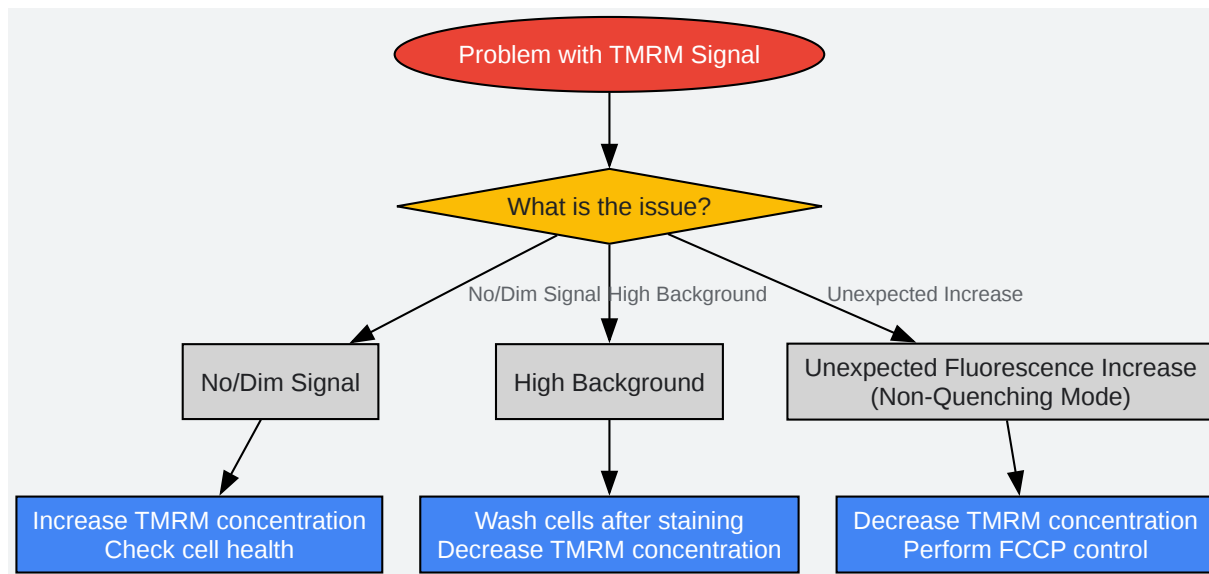 Problem with TMRM Signal
What is the issue?
No/Dim Signal
High Background
Unexpected Increase
No/Dim Signal
High Background
Unexpected Fluorescence Increase
(Non-Quenching Mode)
Increase TMRM concentration
Check cell health
Wash cells after staining
Decrease TMRM concentration
Decrease TMRM concentration
Perform FCCP control